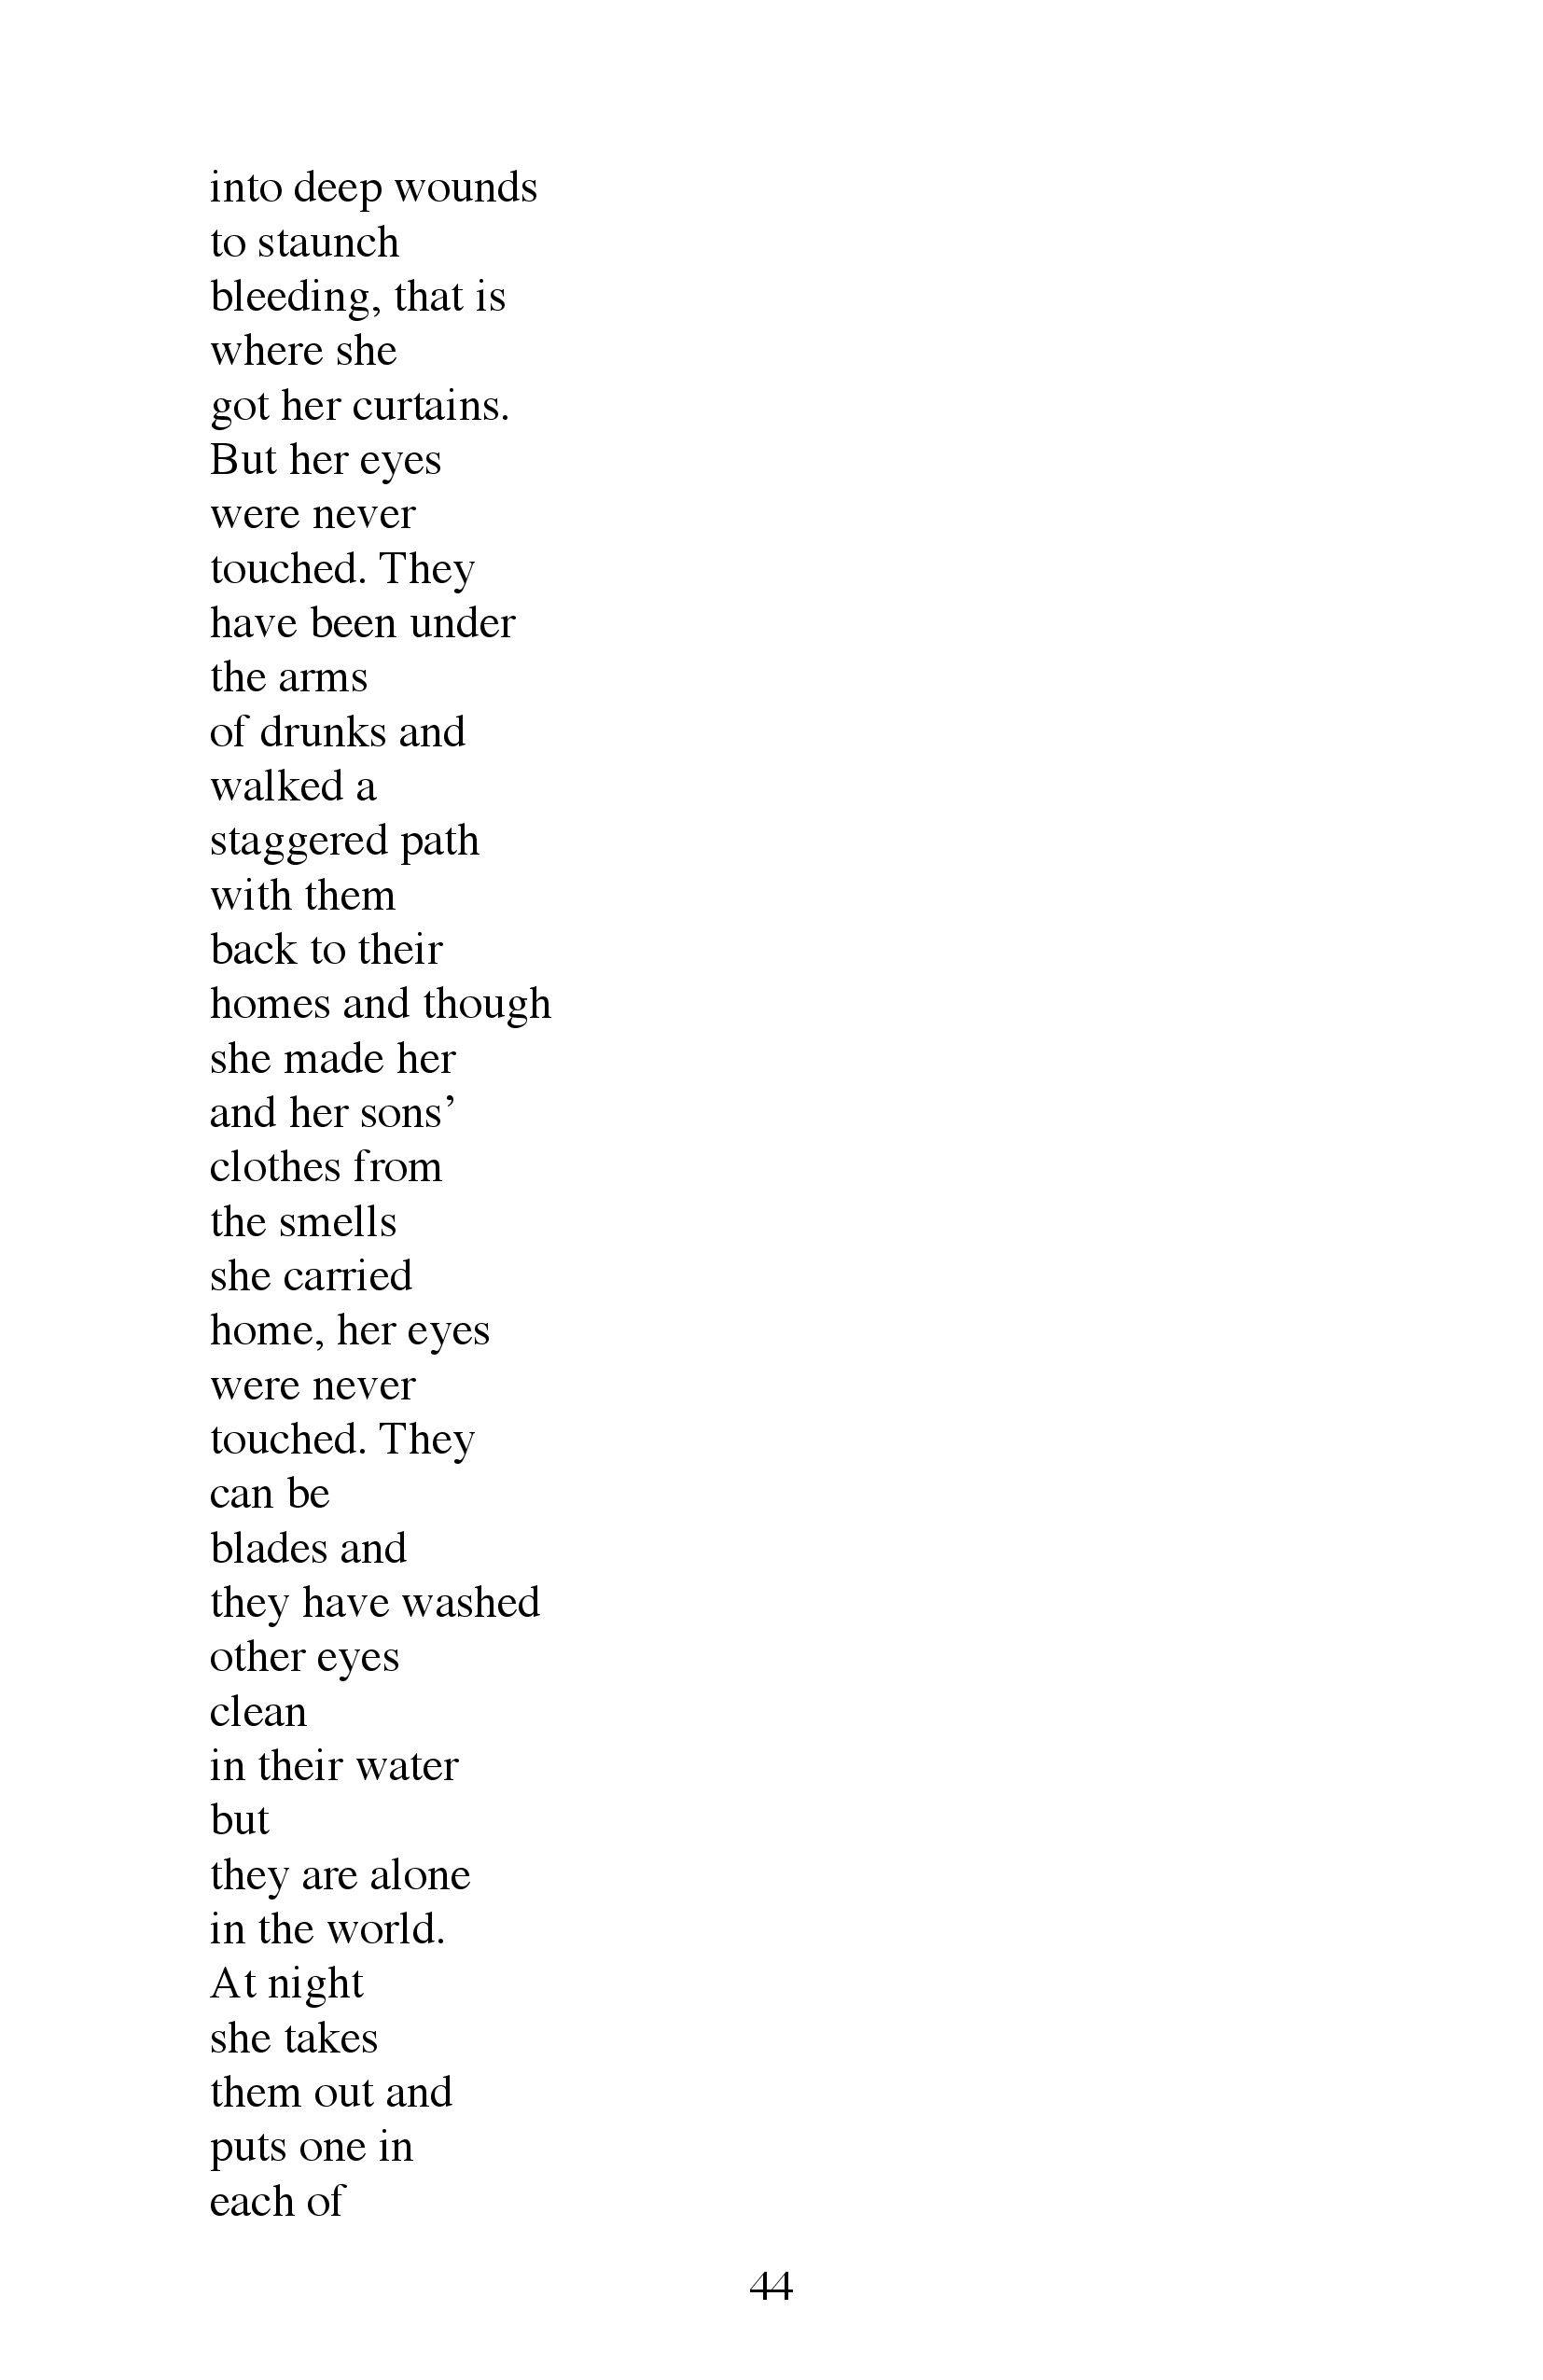 into deep wounds
to staunch
bleeding, that is
where she
got her curtains.
But her eyes
were never
touched. They
have been under
the arms
of drunks and
walked a
staggered path
with them
back to their
homes and though
she made her
and her sons’
clothes from
the smells
she carried
home, her eyes
were never
touched. They
can be
blades and
they have washed
other eyes
clean
in their water
but
they are alone
in the world.
At night
she takes
them out and
puts one in
each of
44